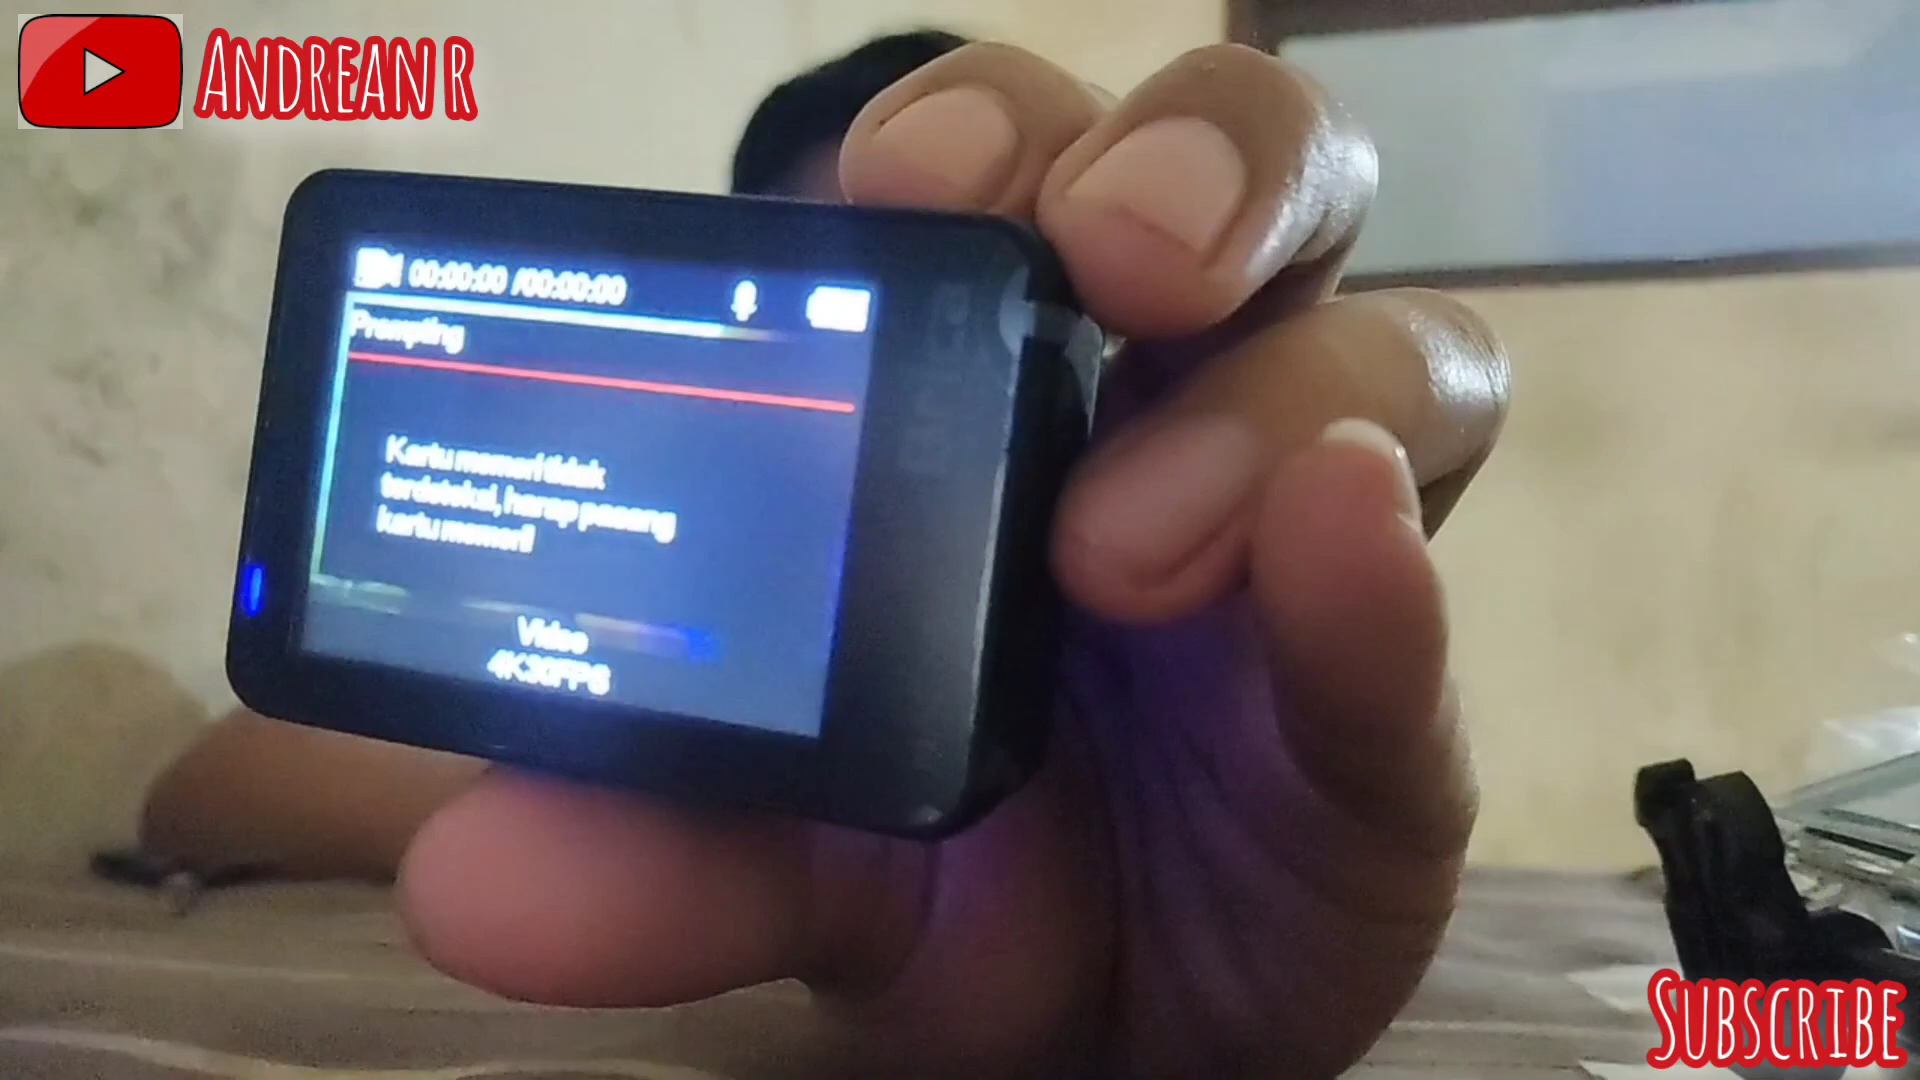 ANDREAN R
00:00:00 /00:00:00
Prompting
Kartu memori tidak
terdeteksi, harap pasang
kartu memori!
Video
4K30FPS
SUBSCRIBE